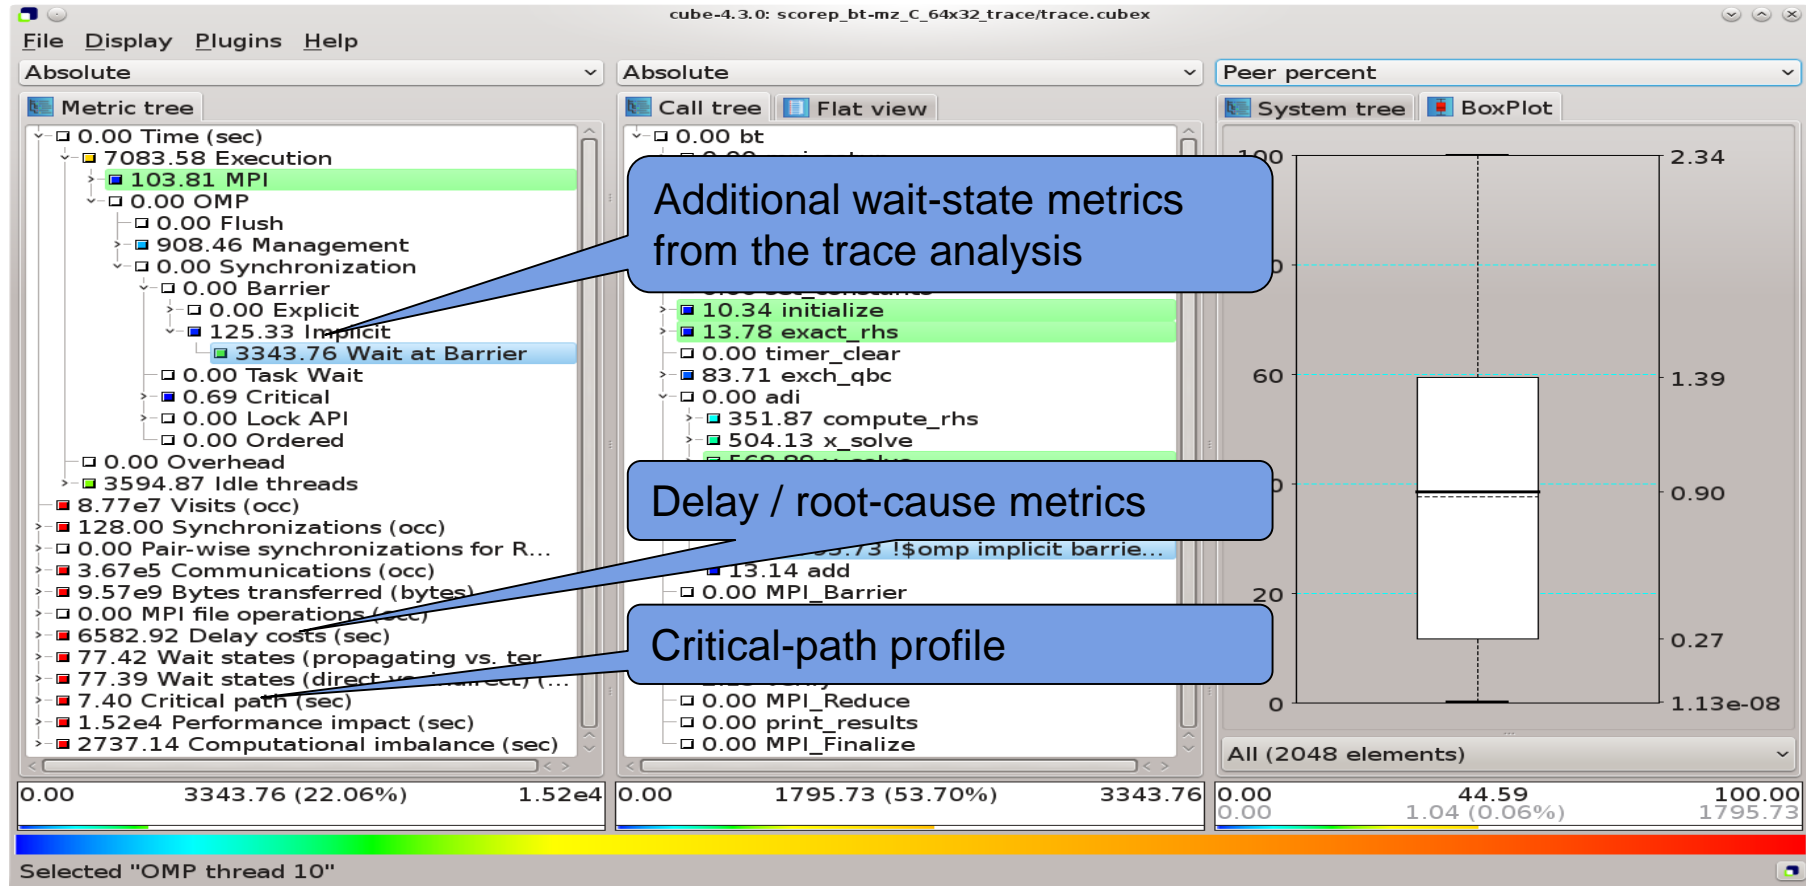 cube-4.3.0: scorep_bt-mz_C_64x32_trace/trace.cubex
File Display Plugins Help
Absolute
Absolute
Peer percent
Metric tree
Call tree
Flat view
System tree
BoxPlot
0.00 Time (sec)
7083.58 Execution
103.81 MPI
0.00 OMP
0.00 Flush
908.46 Management
0.00 Synchronization
0.00 Barrier
0.00 Explicit
125.33 Implicit
3343.76 Wait at Barrier
0.00 Task Wait
0.69 Critical
0.00 Lock API
0.00 Ordered
0.00 Overhead
3594.87 Idle threads
8.77e7 Visits (occ)
128.00 Synchronizations (occ)
0.00 Pair-wise synchronizations for R...
3.67e5 Communications (occ)
9.57e9 Bytes transferred (bytes)
0.00 MPI file operations (occ)
6582.92 Delay costs (sec)
77.42 Wait states (propagating vs. ter
77.39 Wait states (direct vs. indirect) (...
7.40 Critical path (sec)
1.52e4 Performance impact (sec)
2737.14 Computational imbalance (sec)
0.00 bt
Additional wait-state metrics
from the trace analysis
10.34 initialize
13.78 exact_rhs
0.00 timer_clear
83.71 exch_qbc
0.00 adi
351.87 compute_rhs
504.13 x_solve
Delay / root-cause metrics
!$omp implicit barrie...
13.14 add
0.00 MPI_Barrier
Critical-path profile
0.00 MPI_Reduce
0.00 print_results
0.00 MPI_Finalize
100
60
20
0
2.34
1.39
0.90
0.27
1.13e-08
All (2048 elements)
0.00 3343.76 (22.06%) 1.52e4
0.00 1795.73 (53.70%) 3343.76
0.00 44.59 100.00
0.00 1.04 (0.06%) 1795.73
Selected "OMP thread 10"